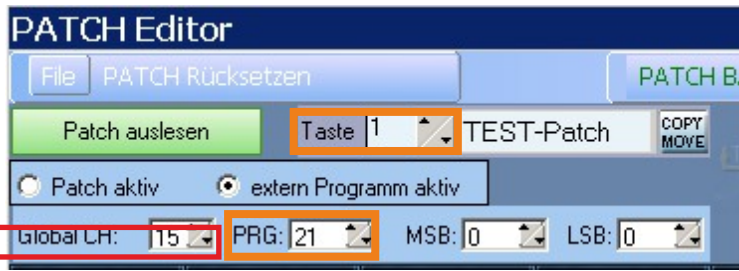 PATCH Editor
File PATCH Rücksetzen PATCH B
Patch auslesen Taste 1 TEST-Patch COPY MOVE
Patch aktiv extern Programm aktiv
Global CH: 15 PRG: 21 MSB: 0 LSB: 0